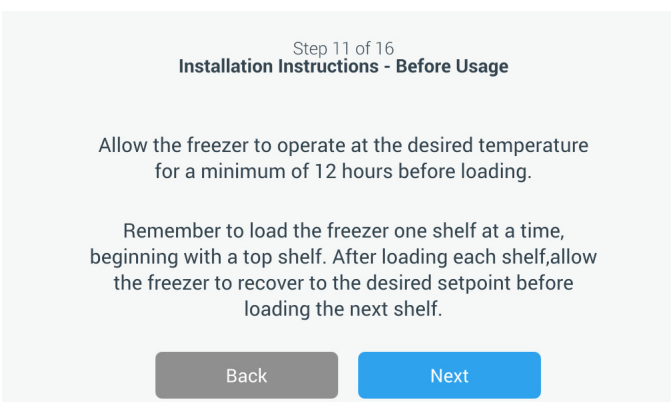 Step 11 of 16
Installation Instructions - Before Usage
Allow the freezer to operate at the desired temperature
for a minimum of 12 hours before loading.
Remember to load the freezer one shelf at a time,
beginning with a top shelf. After loading each shelf,allow
the freezer to recover to the desired setpoint before
loading the next shelf.
Back
Next